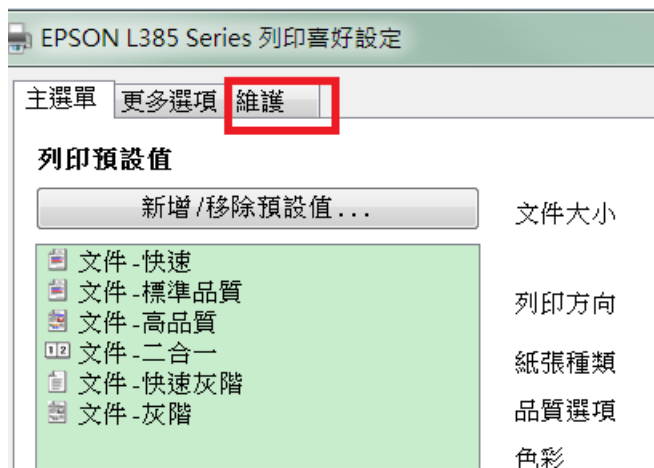 EPSON L385 Series 列印喜好設定
主選單 更多選項 維護
列印預設值
新增/移除預設值...
文件大小
文件-快速
文件-標準品質
文件-高品質
文件-二合一
文件-快速灰階
文件-灰階
列印方向
紙張種類
品質選項
色彩